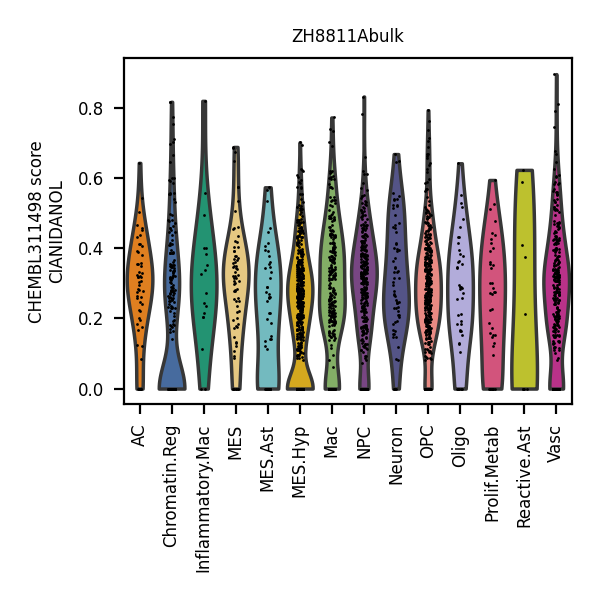 ZH8811Abulk
CHEMBL311498 score
CIANIDANOL
0.8
0.6
0.4
0.2
0.0
AC
Chromatin.Reg
Inflammatory.Mac
MES
MES.Ast
MES.Hyp
Mac
NPC
Neuron
OPC
Oligo
Prolif.Metab
Reactive.Ast
Vasc